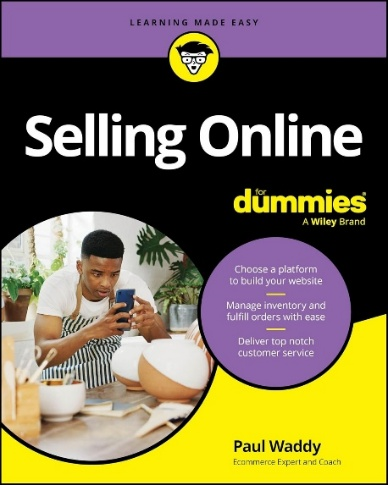 LEARNING MADE EASY
Selling Online
for
dummies®
A Wiley Brand
Choose a platform
to build your website
Manage inventory and
fulfill orders with ease
Deliver top notch
customer service
Paul Waddy
Ecommerce Expert and Coach